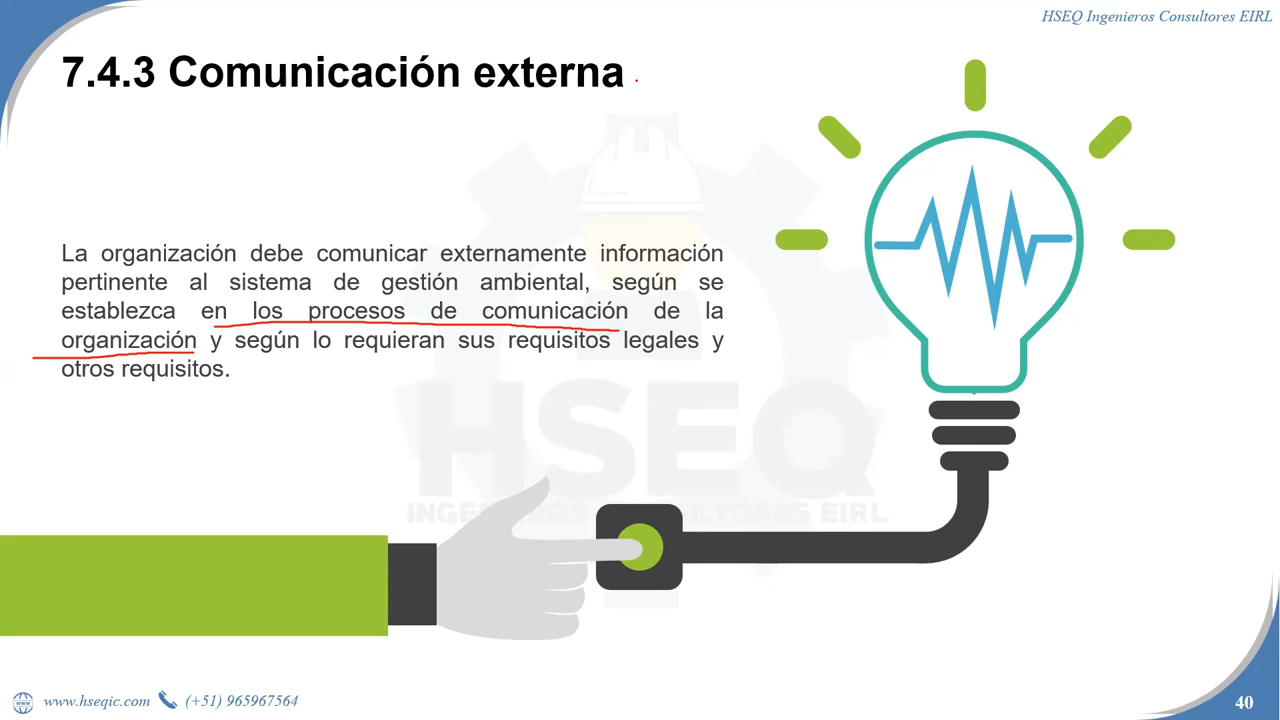 HSEQ Ingenieros Consultores EIRL
7.4.3 Comunicación externa
La organización debe comunicar externamente información
pertinente al sistema de gestión ambiental, según se
establezca en los procesos de comunicación de la
organización y según lo requieran sus requisitos legales y
otros requisitos.
HSEQ
INGENIEROS CONSULTORES EIRL
www.hseqic.com (+51) 965967564
40